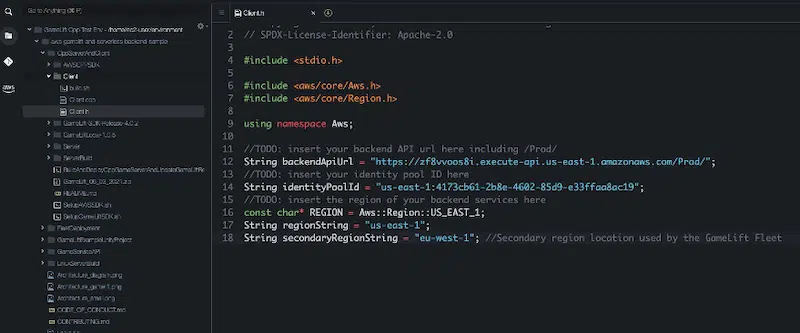 Go to Anything (⌘ P)
GameLift Cpp Test Env - /home/ec2-user/environment
aws-gamelift-and-serverless-backend-sample
CppServerAndClient
AWSCPPSDK
Client
build.sh
Client.cpp
Client.h
GameLift-SDK-Release-4.0.2
GameLiftLocal-1.0.5
Server
ServerBuild
BuildAndDeployCppGameServerAndUpdateGameLiftRe
GameLift_06_03_2021.zip
README.md
SetupAWSSDK.sh
SetupGameLiftSDK.sh
FleetDeployment
GameLiftExampleUnityProject
GameServiceAPI
LinuxServerBuild
Architecture_diagram.png
Architecture_gamelift.png
Architecture_small.png
CODE_OF_CONDUCT.md
CONTRIBUTING.md
aws
Client.h
2 // SPDX-License-Identifier: Apache-2.0
3
4 #include <stdio.h>
5
6 #include <aws/core/Aws.h>
7 #include <aws/core/Region.h>
8
9 using namespace Aws;
10
11 //TODO: insert your backend API url here including /Prod/
12 String backendApiUrl = "https://zf8vvoos8i.execute-api.us-east-1.amazonaws.com/Prod/";
13 //TODO: insert your identity pool ID here
14 String identityPoolId = "us-east-1:4173cb61-2b8e-4602-85d9-e33ffaa8ac19";
15 //TODO: insert the region of your backend services here
16 const char* REGION = Aws::Region::US_EAST_1;
17 String regionString = "us-east-1";
18 String secondaryRegionString = "eu-west-1"; //Secondary region location used by the GameLift Fleet